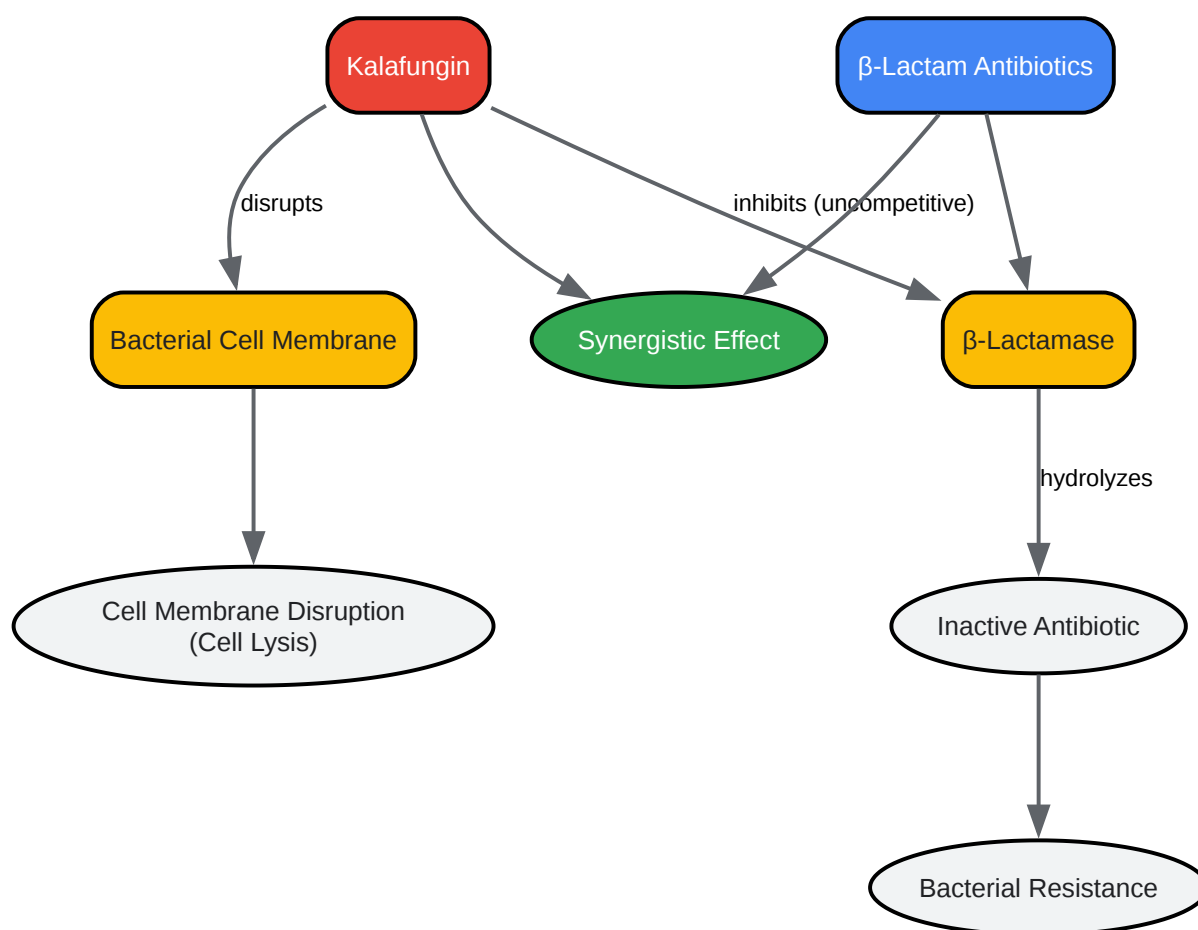 Kalafungin
β-Lactam Antibiotics
disrupts
inhibits (uncompetitive)
Bacterial Cell Membrane
Synergistic Effect
β-Lactamase
hydrolyzes
Cell Membrane Disruption
(Cell Lysis)
Inactive Antibiotic
Bacterial Resistance